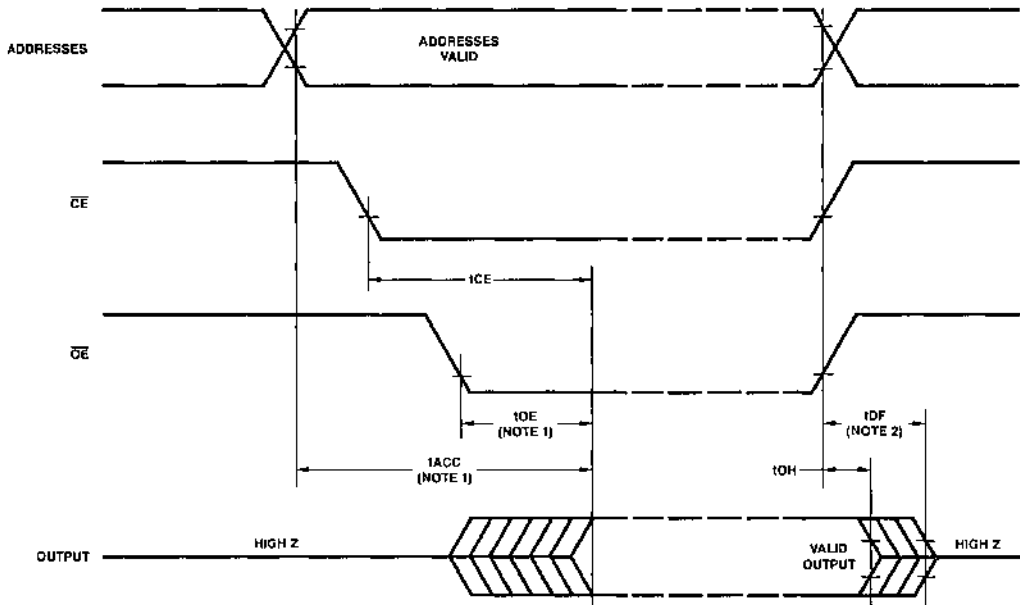 ADDRESSES
ADDRESSES
VALID
CE
tCE
OE
tOE
(NOTE 1)
tDF
(NOTE 2)
tACC
(NOTE 1)
tOH
OUTPUT
HIGH Z
VALID
OUTPUT
HIGH Z